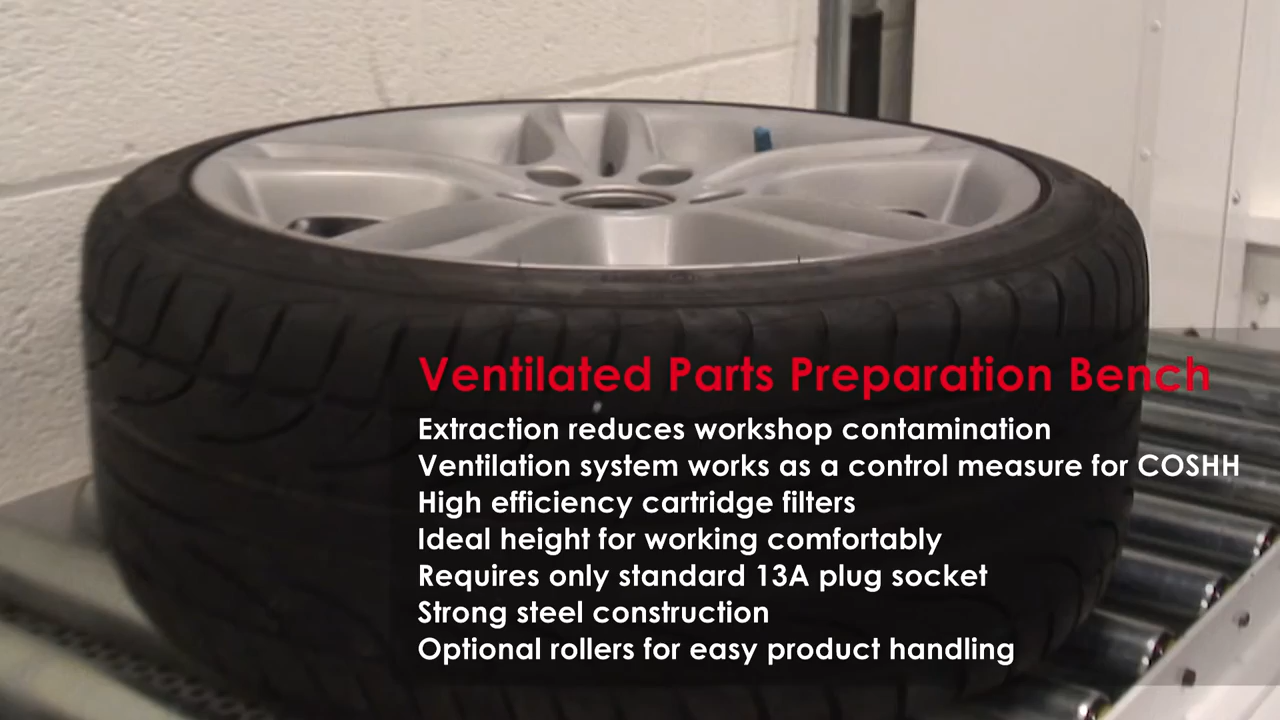 Ventilated Parts Preparation Bench
Extraction reduces workshop contamination
Ventilation system works as a control measure for COSHH
High efficiency cartridge filters
Ideal height for working comfortably
Requires only standard 13A plug socket
Strong steel construction
Optional rollers for easy product handling